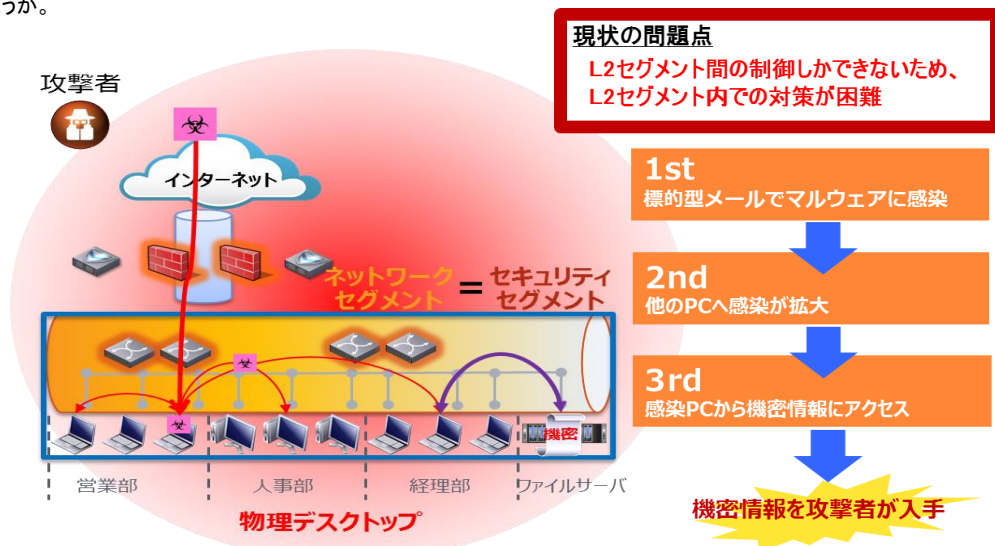 うか。
現状の問題点
L2セグメント間の制御しかできないため、
L2セグメント内での対策が困難
攻撃者
インターネット
ネットワーク
セグメント
=
セキュリティ
セグメント
1st
標的型メールでマルウェアに感染
2nd
他のPCへ感染が拡大
3rd
感染PCから機密情報にアクセス
機密
営業部
人事部
経理部
ファイルサーバ
物理デスクトップ
機密情報を攻撃者が入手